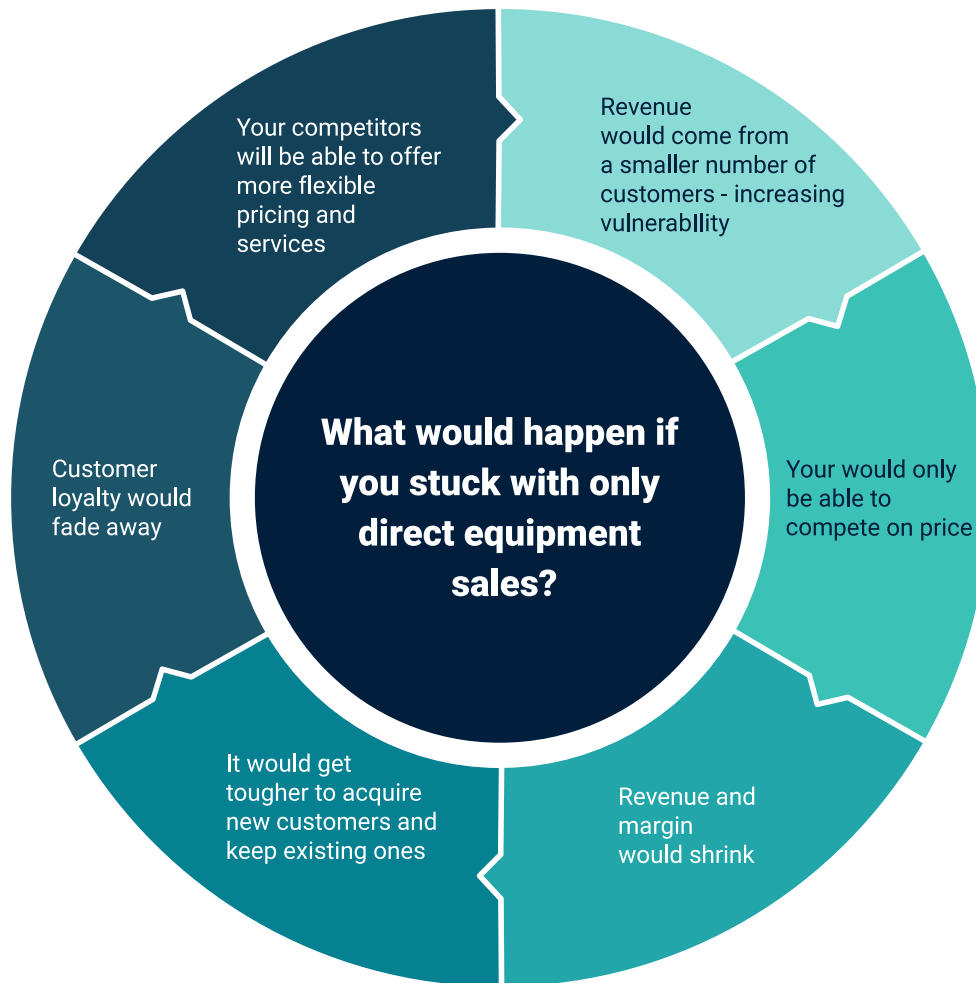 Your competitors
will be able to offer
more flexible
pricing and
services
Revenue
would come from
a smaller number of
customers - increasing
vulnerabllity
Your would only
be able to
compete on price
Revenue and
margin
would shrink
It would get
tougher to acquire
new customers and
keep existing ones
Customer
loyalty would
fade away
What would happen if
you stuck with only
direct equipment
sales?